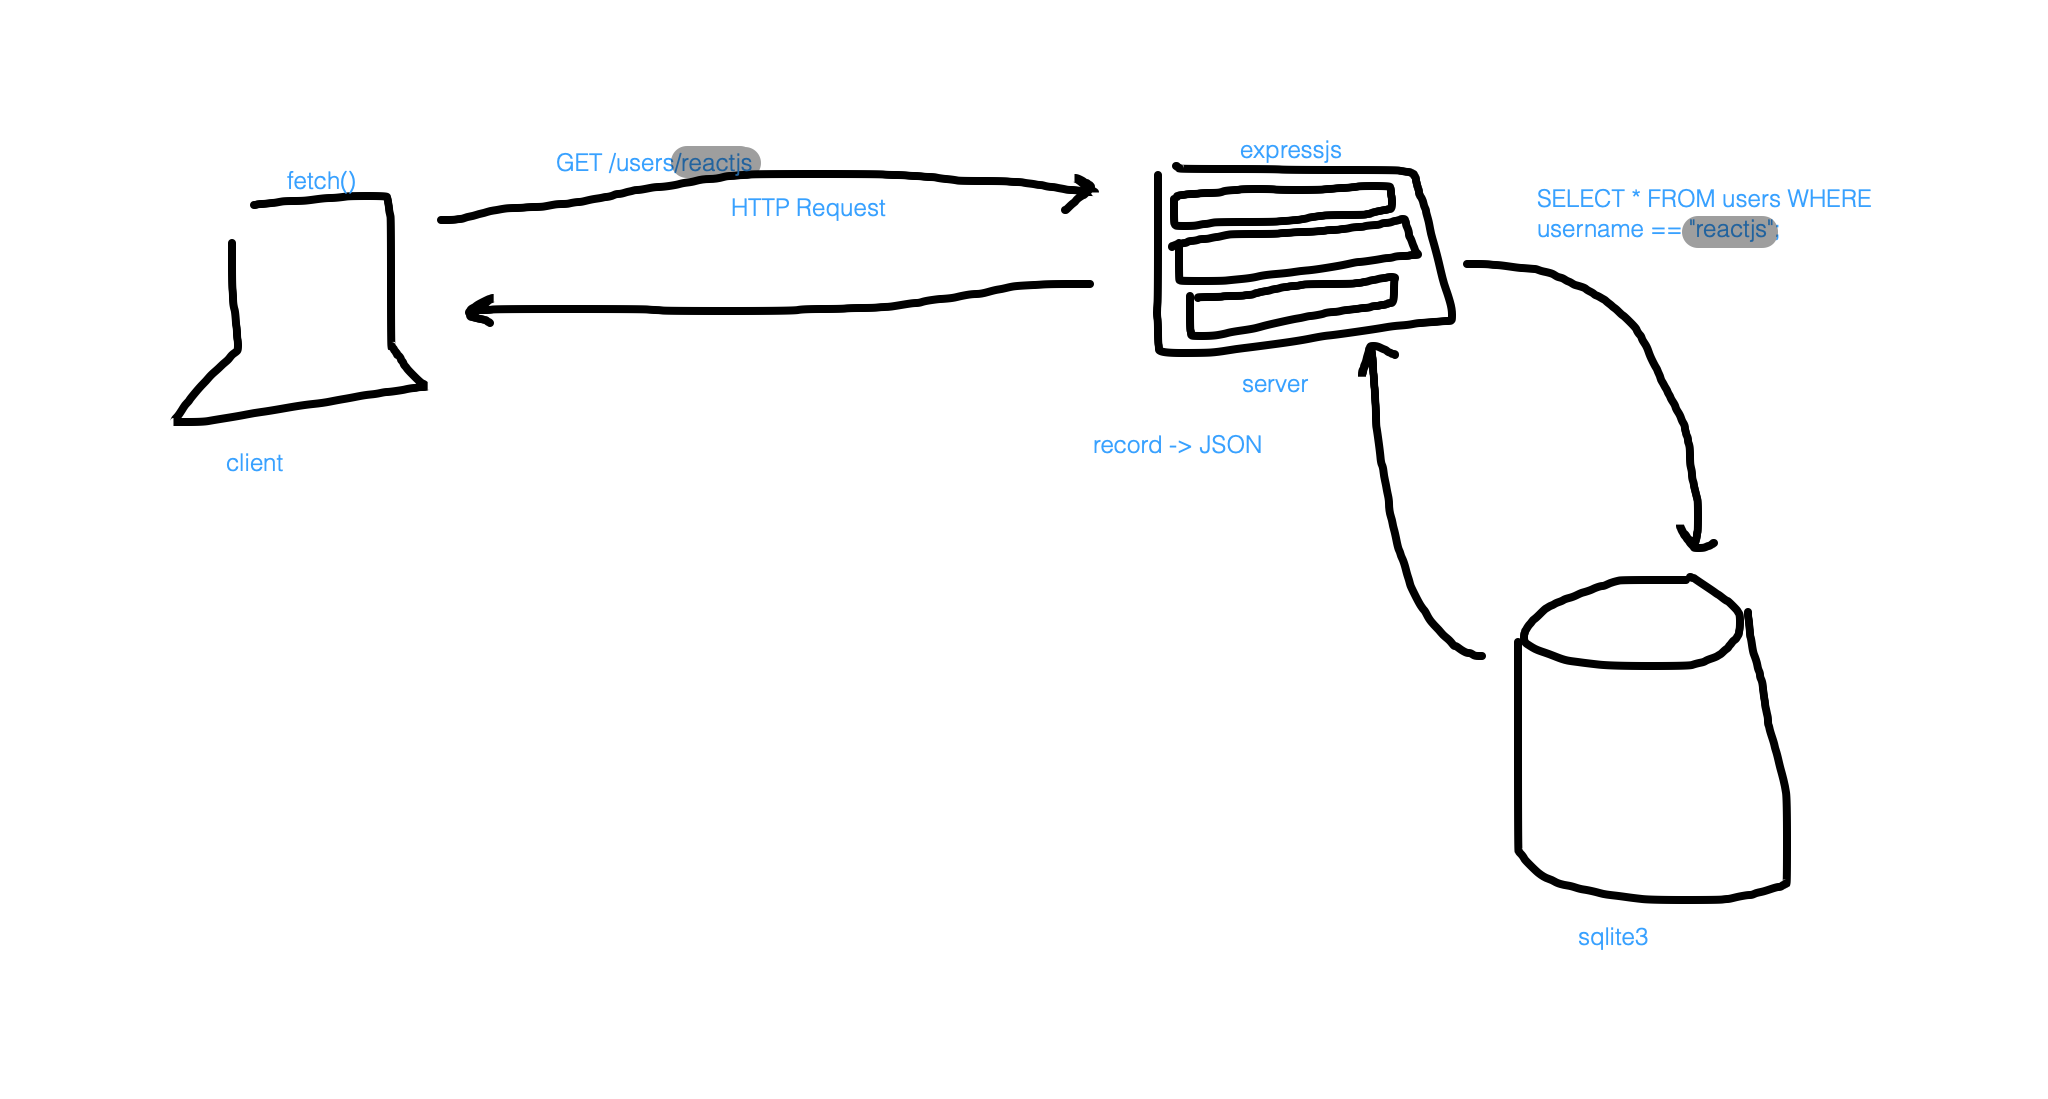 fetch()
GET /users/reactjs
HTTP Request
expressjs
SELECT * FROM users WHERE
username == "reactjs";
server
record -> JSON
client
sqlite3